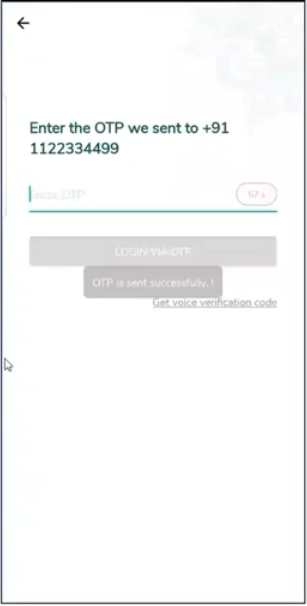 Enter the OTP we sent to +91
1122334499
Enter OTP
57 s
LOGIN VIA OTP
OTP is sent successfully.!
Get voice verification code